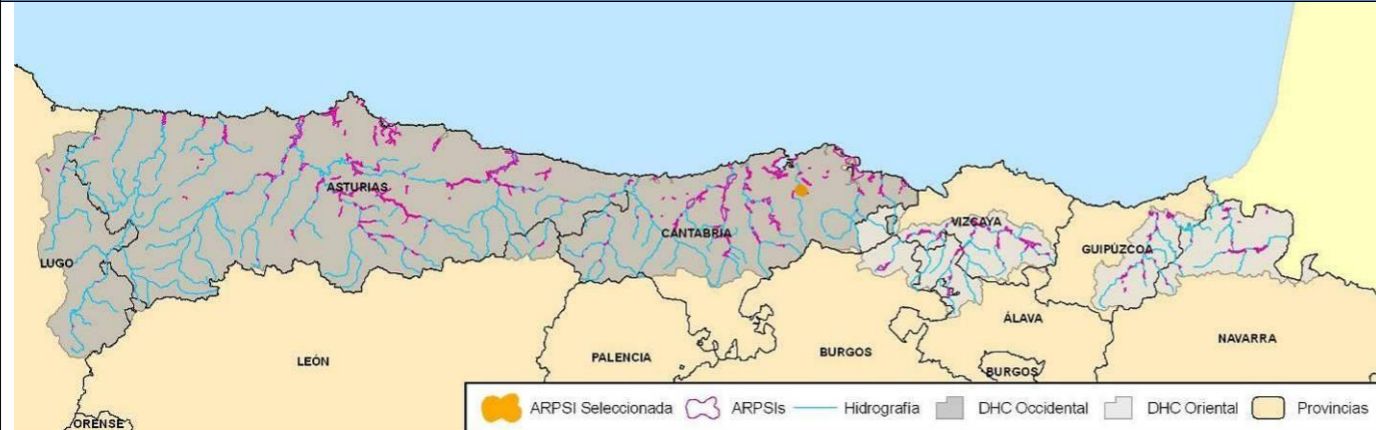 ASTURIAS
CANTABRIA
VIZCAYA
GUIPÚZCOA
LUGO
ÁLAVA
LEÓN
PALENCIA
BURGOS
NAVARRA
BURGOS
ORENSE
ARPSI Seleccionada ARPSIs Hidrografía DHC Occidental DHC Oriental Provincias